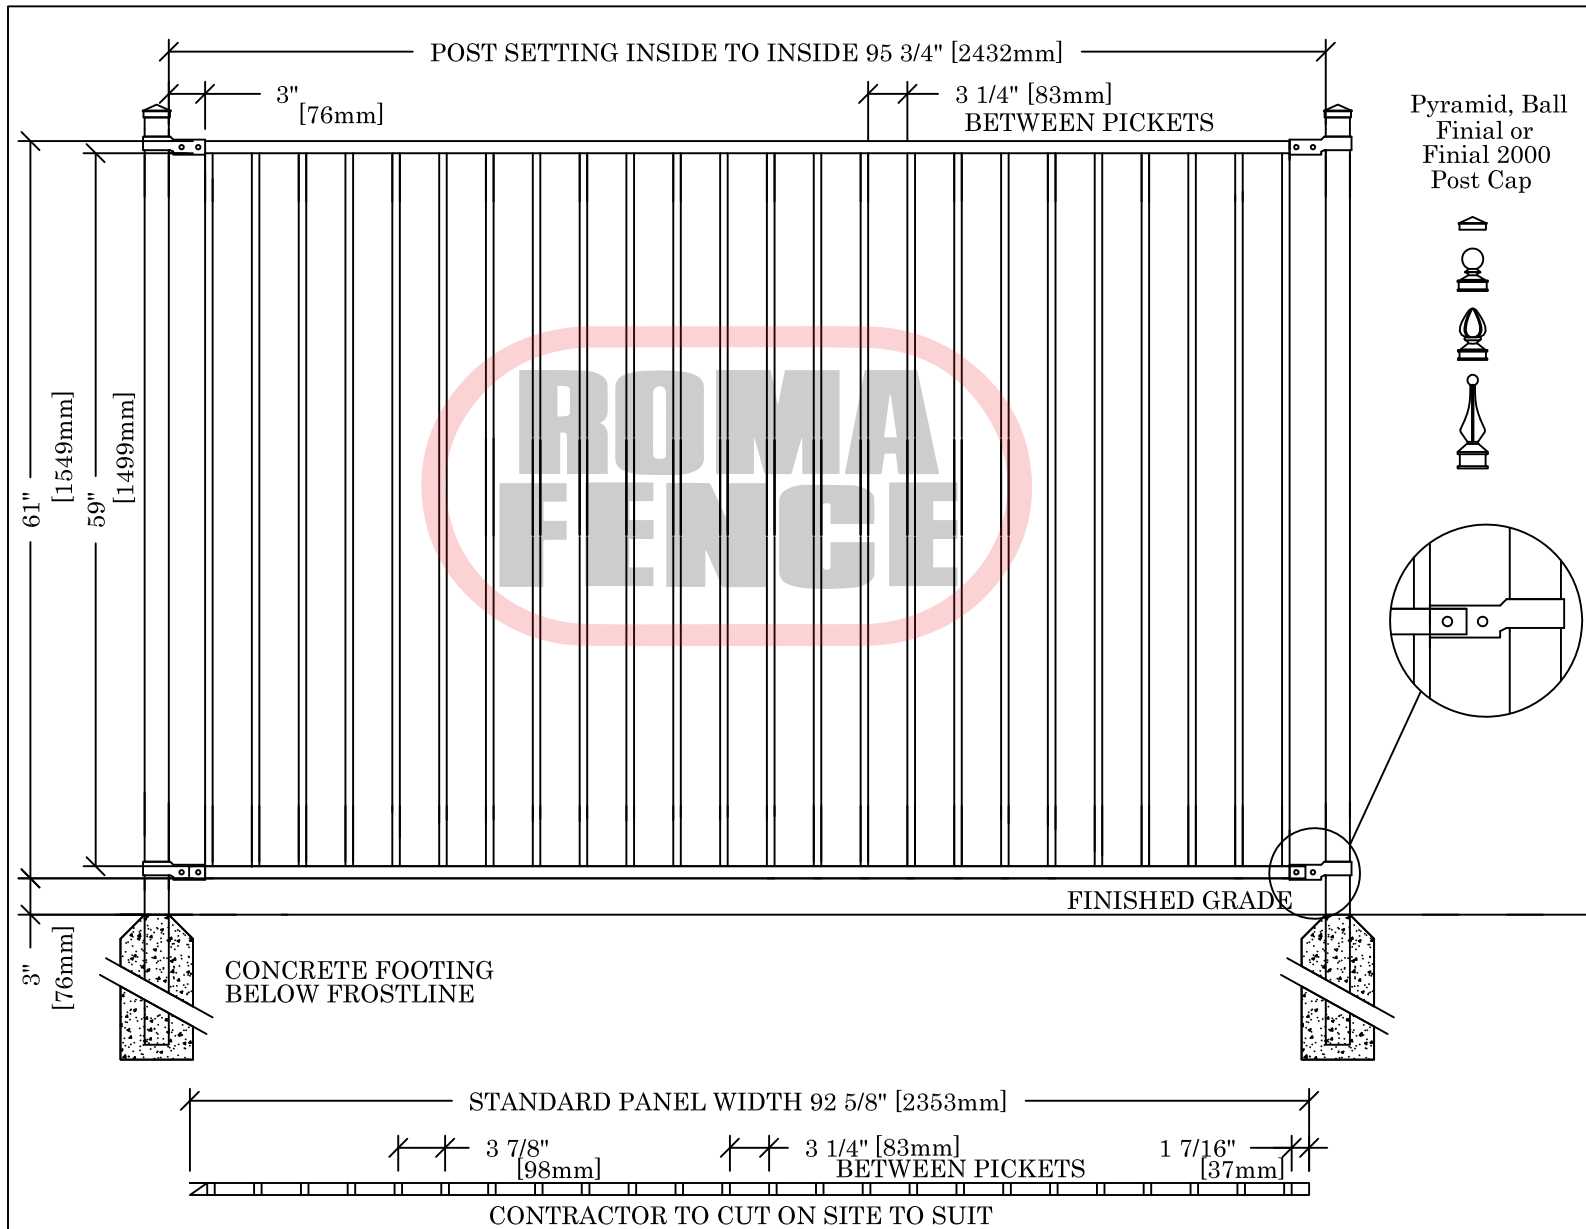 POST SETTING INSIDE TO INSIDE 95 3/4" [2432mm]
3"
[76mm]
3 1/4" [83mm]
BETWEEN PICKETS
Pyramid, Ball
Finial or
Finial 2000
Post Cap
61"
[1549mm]
59"
[1499mm]
ROMA
FENCE
FINISHED GRADE
3"
[76mm]
CONCRETE FOOTING
BELOW FROSTLINE
STANDARD PANEL WIDTH 92 5/8" [2353mm]
3 7/8"
[98mm]
3 1/4" [83mm]
BETWEEN PICKETS
1 7/16"
[37mm]
CONTRACTOR TO CUT ON SITE TO SUIT